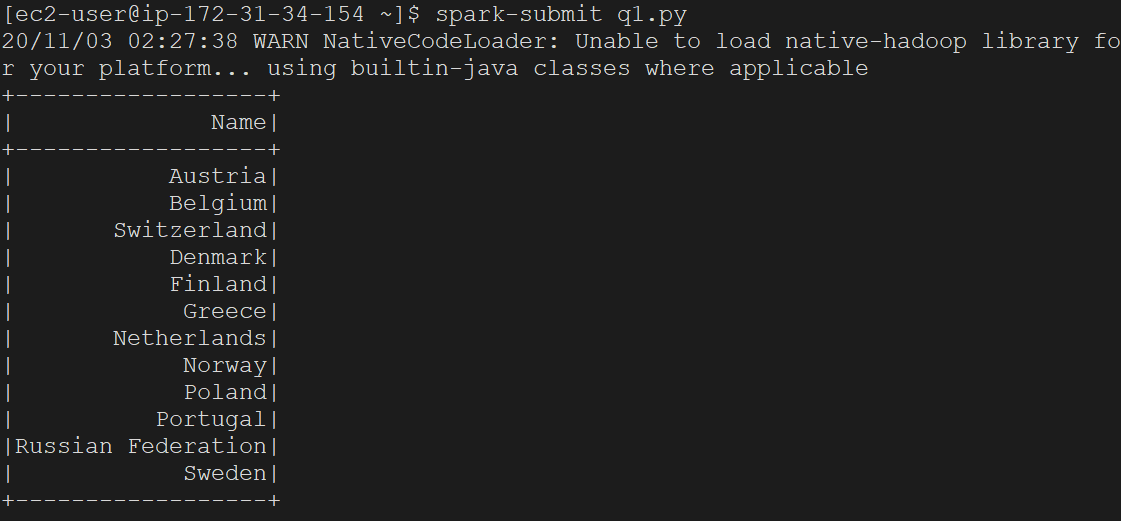 [ec2-user@ip-172-31-34-154 ~]$ spark-submit q1.py
20/11/03 02:27:38 WARN NativeCodeLoader: Unable to load native-hadoop library fo
r your platform... using builtin-java classes where applicable
+------------------+
|              Name|
+------------------+
|           Austria|
|           Belgium|
|       Switzerland|
|           Denmark|
|           Finland|
|            Greece|
|       Netherlands|
|            Norway|
|            Poland|
|          Portugal|
|Russian Federation|
|            Sweden|
+------------------+